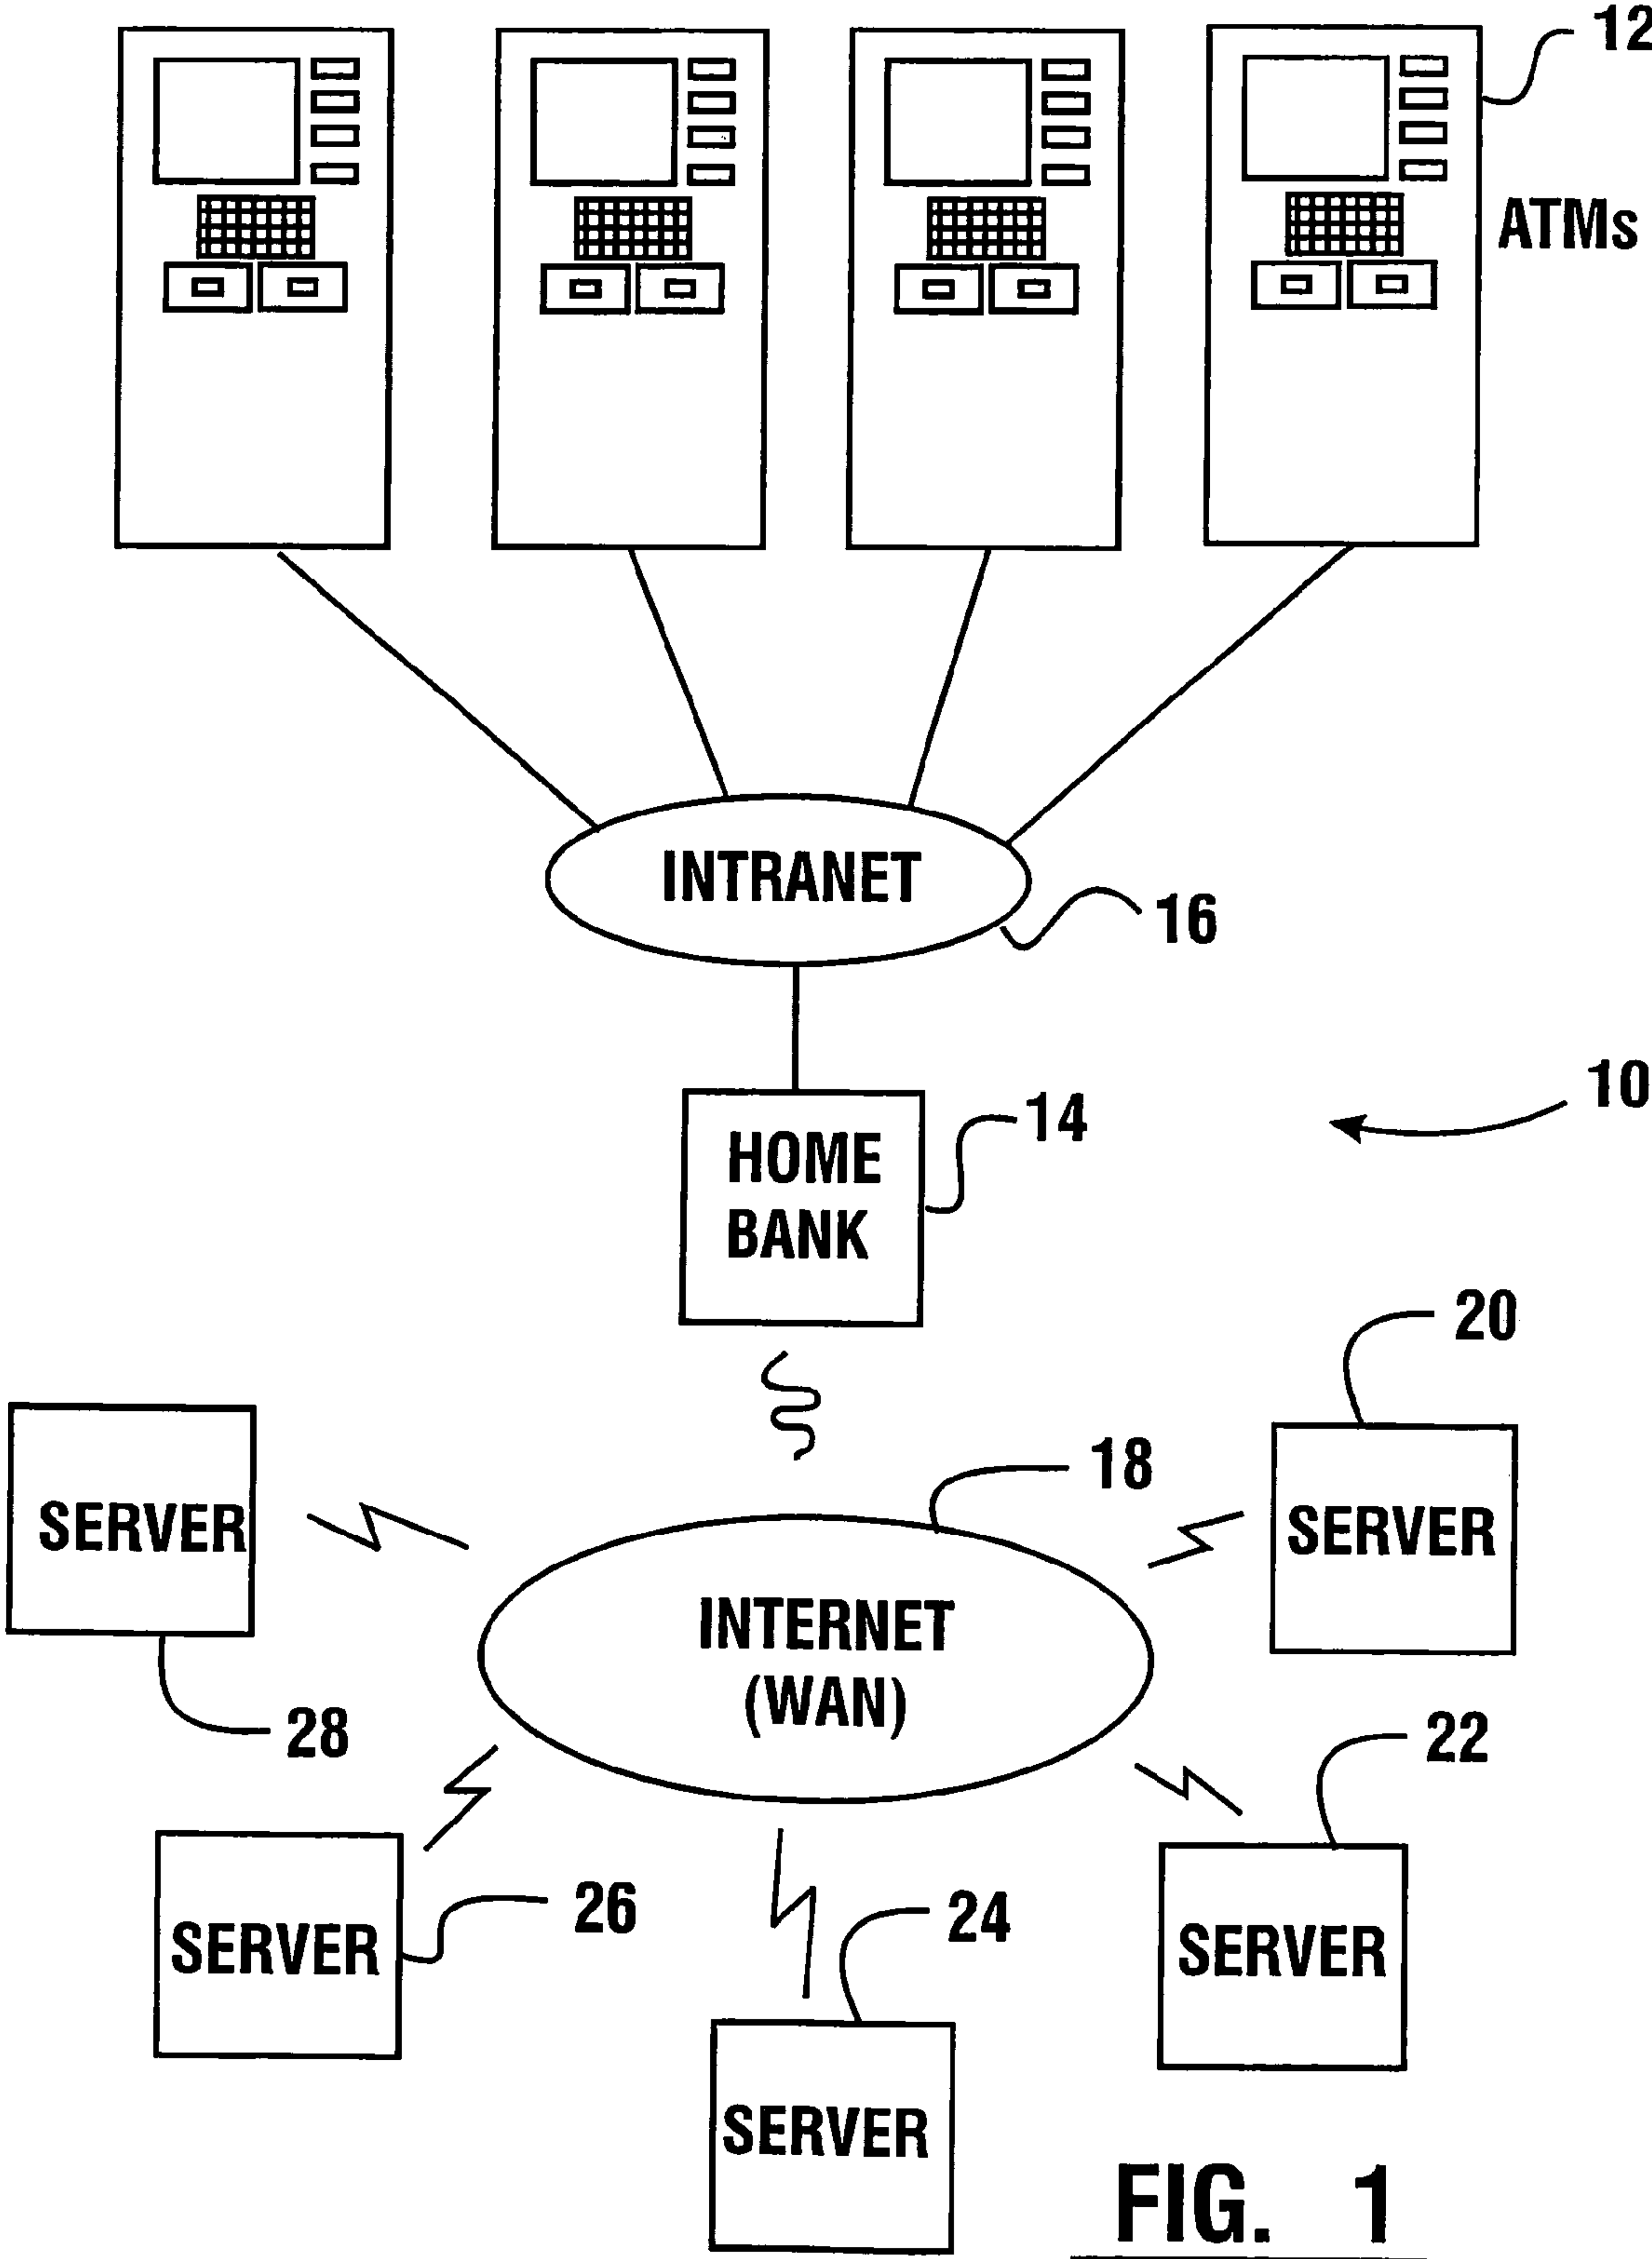 12
ATMs
INTRANET
16
10
14
HOME
BANK
20
18
SERVER
SERVER
INTERNET
(WAN)
28
22
26
24
SERVER
SERVER
SERVER
FIG. 1